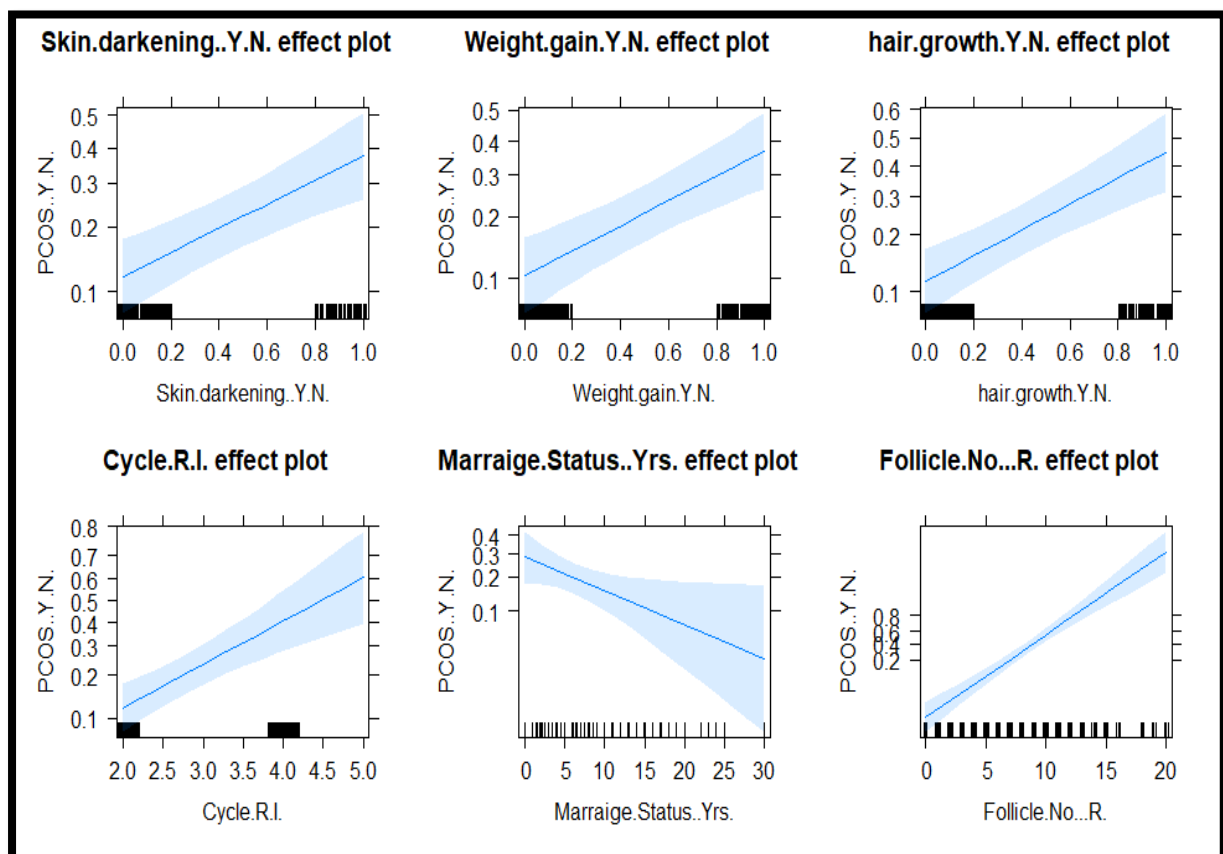 Skin.darkening..Y.N. effect plot
PCOS..Y.N.
0.5
0.4
0.3
0.2
0.1
0.0 0.2 0.4 0.6 0.8 1.0
Skin.darkening..Y.N.
Weight.gain.Y.N. effect plot
PCOS..Y.N.
0.5
0.4
0.3
0.2
0.1
0.0 0.2 0.4 0.6 0.8 1.0
Weight.gain.Y.N.
hair.growth.Y.N. effect plot
PCOS..Y.N.
0.6
0.5
0.4
0.3
0.2
0.1
0.0 0.2 0.4 0.6 0.8 1.0
hair.growth.Y.N.
Cycle.R.I. effect plot
PCOS..Y.N.
0.8
0.7
0.6
0.5
0.4
0.3
0.2
0.1
2.0 2.5 3.0 3.5 4.0 4.5 5.0
Cycle.R.I.
Marraige.Status..Yrs. effect plot
PCOS..Y.N.
0.4
0.3
0.2
0.1
0 5 10 15 20 25 30
Marraige.Status..Yrs.
Follicle.No...R. effect plot
PCOS..Y.N.
0.8
0.6
0.4
0.2
0 5 10 15 20
Follicle.No...R.